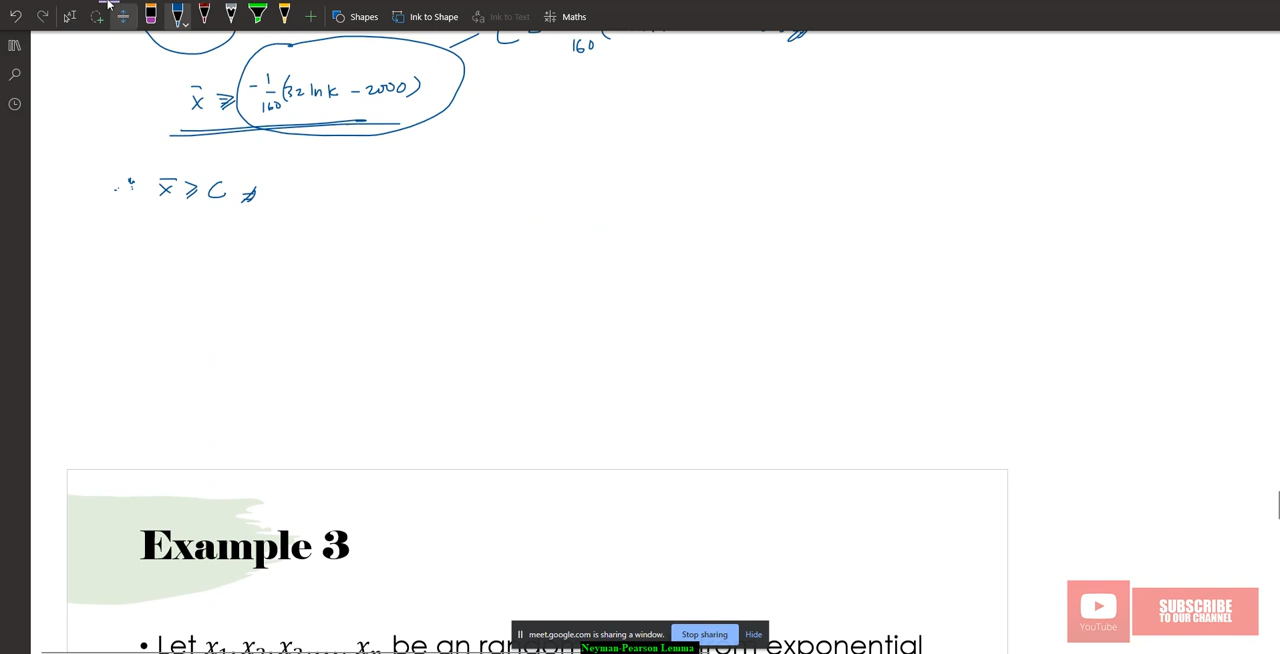 Shapes Ink to Shape Ink to Text Maths
160
x̄ ≥ -1/160 (32 ln k - 2000)
∴ x̄ ≥ C
Example 3
• Let x₁, x₂, x₃, ..., xₙ be an exponential
meet.google.com is sharing a window. Stop sharing Hide
Neyman-Pearson Lemma
YouTube
SUBSCRIBE
TO OUR CHANNEL